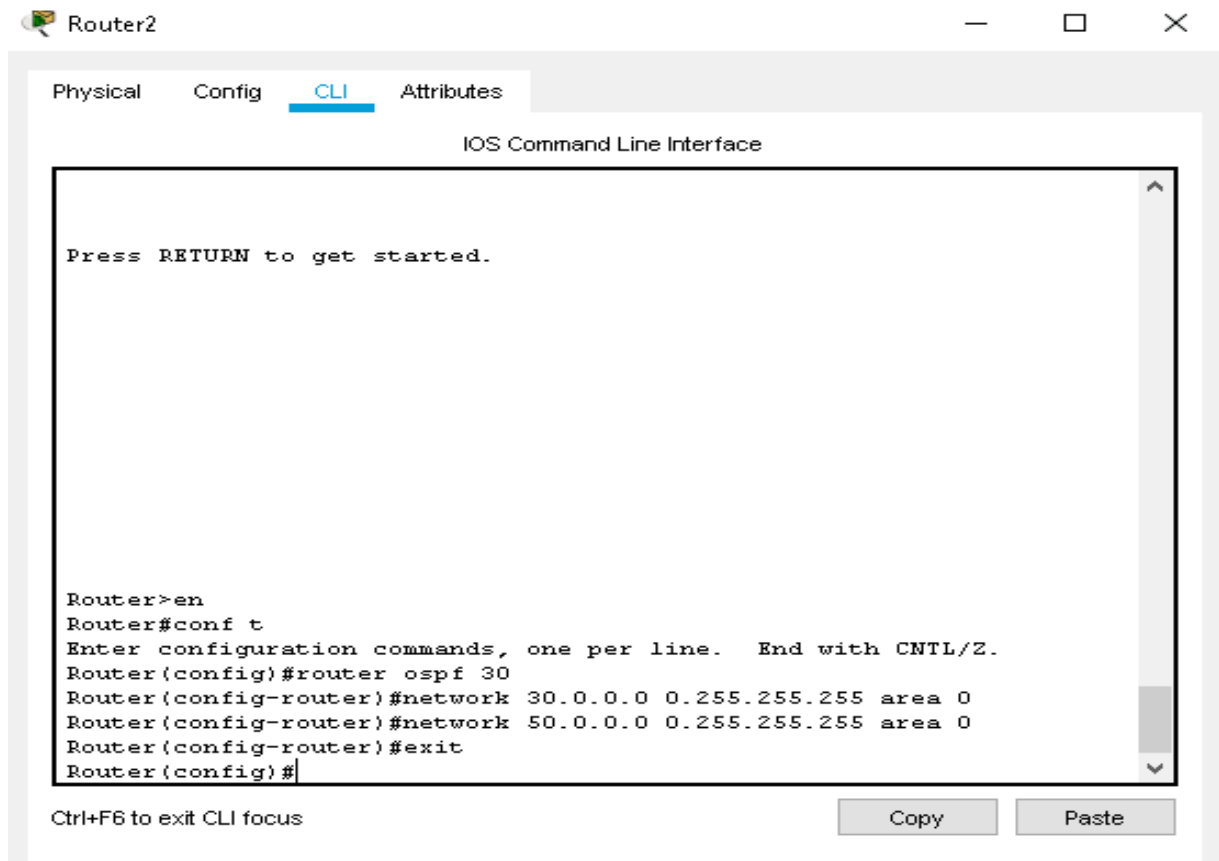 Router2
Physical Config CLI Attributes
IOS Command Line Interface
Press RETURN to get started.
Router>en
Router#conf t
Enter configuration commands, one per line.  End with CNTL/Z.
Router(config)#router ospf 30
Router(config-router)#network 30.0.0.0 0.255.255.255 area 0
Router(config-router)#network 50.0.0.0 0.255.255.255 area 0
Router(config-router)#exit
Router(config)#
Ctrl+F6 to exit CLI focus Copy Paste